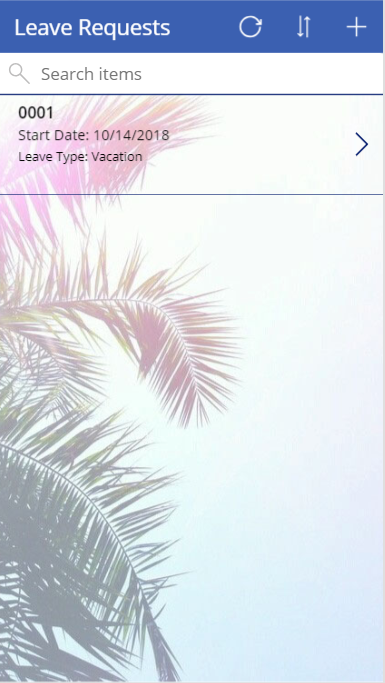 Leave Requests
Search items
0001
Start Date: 10/14/2018
Leave Type: Vacation